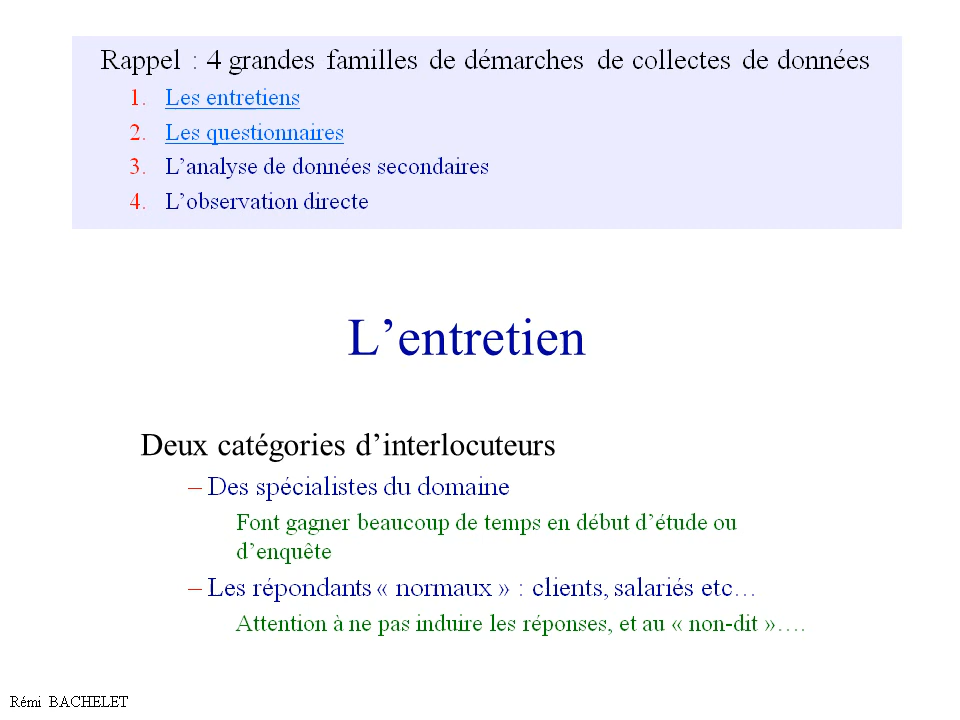 Rappel : 4 grandes familles de démarches de collectes de données
1. Les entretiens
2. Les questionnaires
3. L’analyse de données secondaires
4. L’observation directe
L’entretien
Deux catégories d’interlocuteurs
– Des spécialistes du domaine
Font gagner beaucoup de temps en début d’étude ou
d’enquête
– Les répondants « normaux » : clients, salariés etc…
Attention à ne pas induire les réponses, et au « non-dit »….
Rémi BACHELET